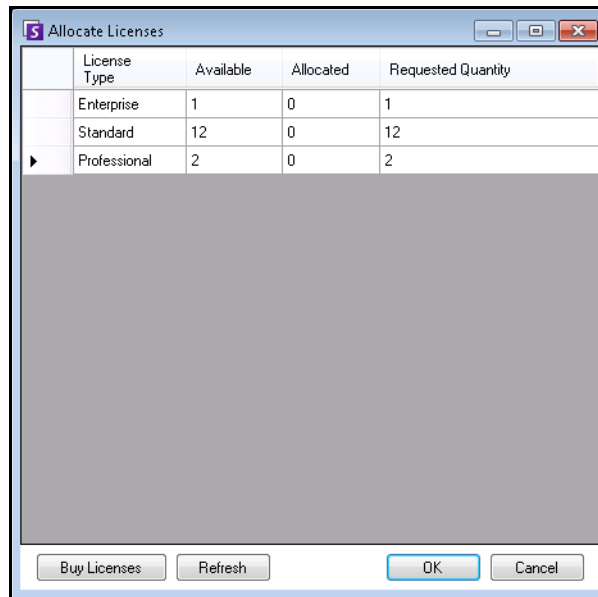 S Allocate Licenses
License Type Available Allocated Requested Quantity
Enterprise 1 0 1
Standard 12 0 12
Professional 2 0 2
Buy Licenses Refresh OK Cancel